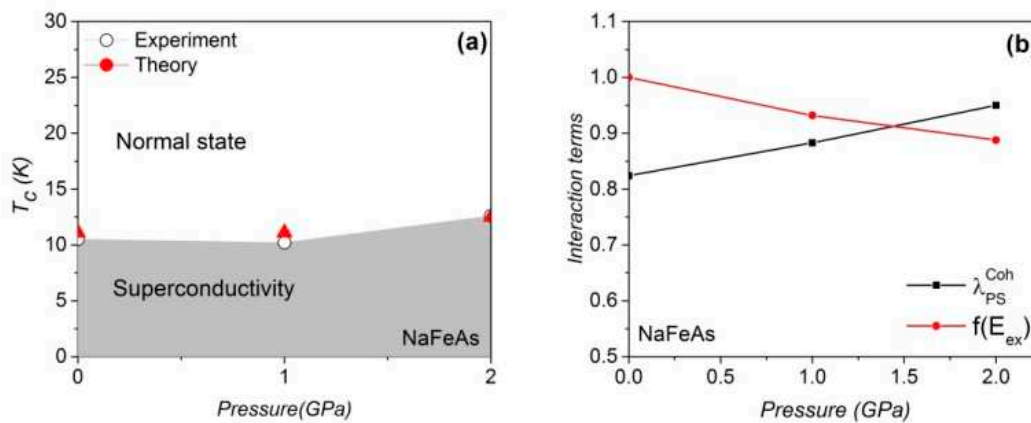 (a)
Experiment
Theory
Normal state
Superconductivity
NaFeAs
T_c (K)
30
25
20
15
10
5
0
0 1 2
Pressure(GPa)
(b)
Interaction terms
1.1
1.0
0.9
0.8
0.7
0.6
0.5
λ_PS^Coh
f(E_ex)
NaFeAs
0.0 0.5 1.0 1.5 2.0
Pressure (GPa)